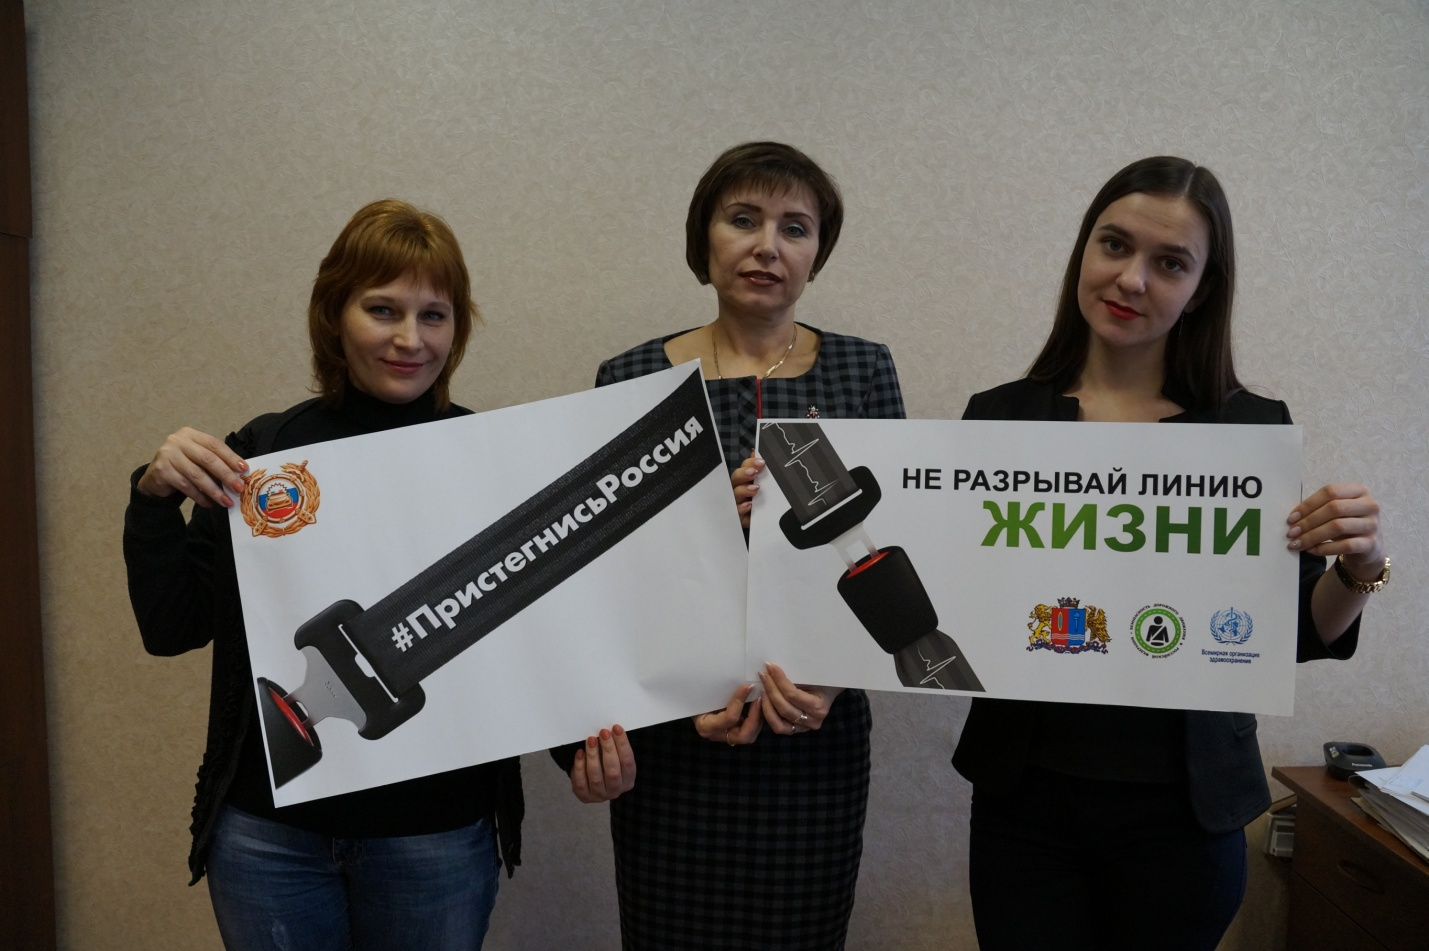 #ПристегнисьРоссия
НЕ РАЗРЫВАЙ ЛИНИЮ
ЖИЗНИ
Всемирная организация
здравоохранения